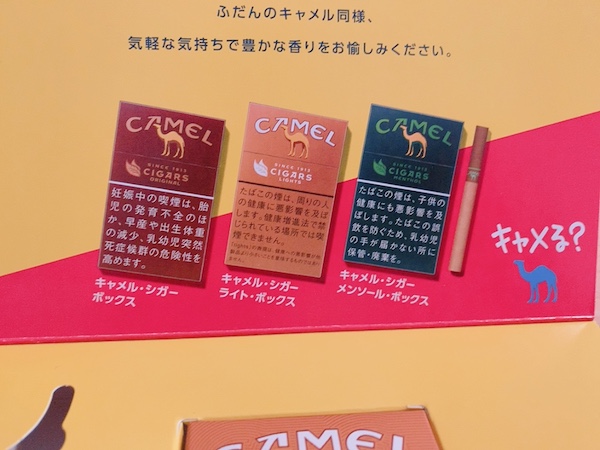 ふだんのキャメル同様、
気軽な気持ちで豊かな香りをお愉しみください。
CAMEL
SINCE 1913
CIGARS
ORIGINAL
妊娠中の喫煙は、胎
児の発育不全のほ
か、早産や出生体重
の減少、乳幼児突然
死症候群の危険性を
高めます。
キャメル・シガー
ボックス
CAMEL
SINCE 1913
CIGARS
LIGHTS
たばこの煙は、周りの人
の健康に悪影響を及ぼ
します。健康増進法で禁
じられている場所では喫
煙できません。
キャメル・シガー
ライト・ボックス
CAMEL
SINCE 1913
CIGARS
MENTHOL
たばこの煙は、子供の
健康にも悪影響を及
ぼします。たばこの誤
飲を防ぐため、乳幼児
の手が届かない所に
保管・廃棄を。
キャメル・シガー
メンソール・ボックス
キャメる?
CAMEL